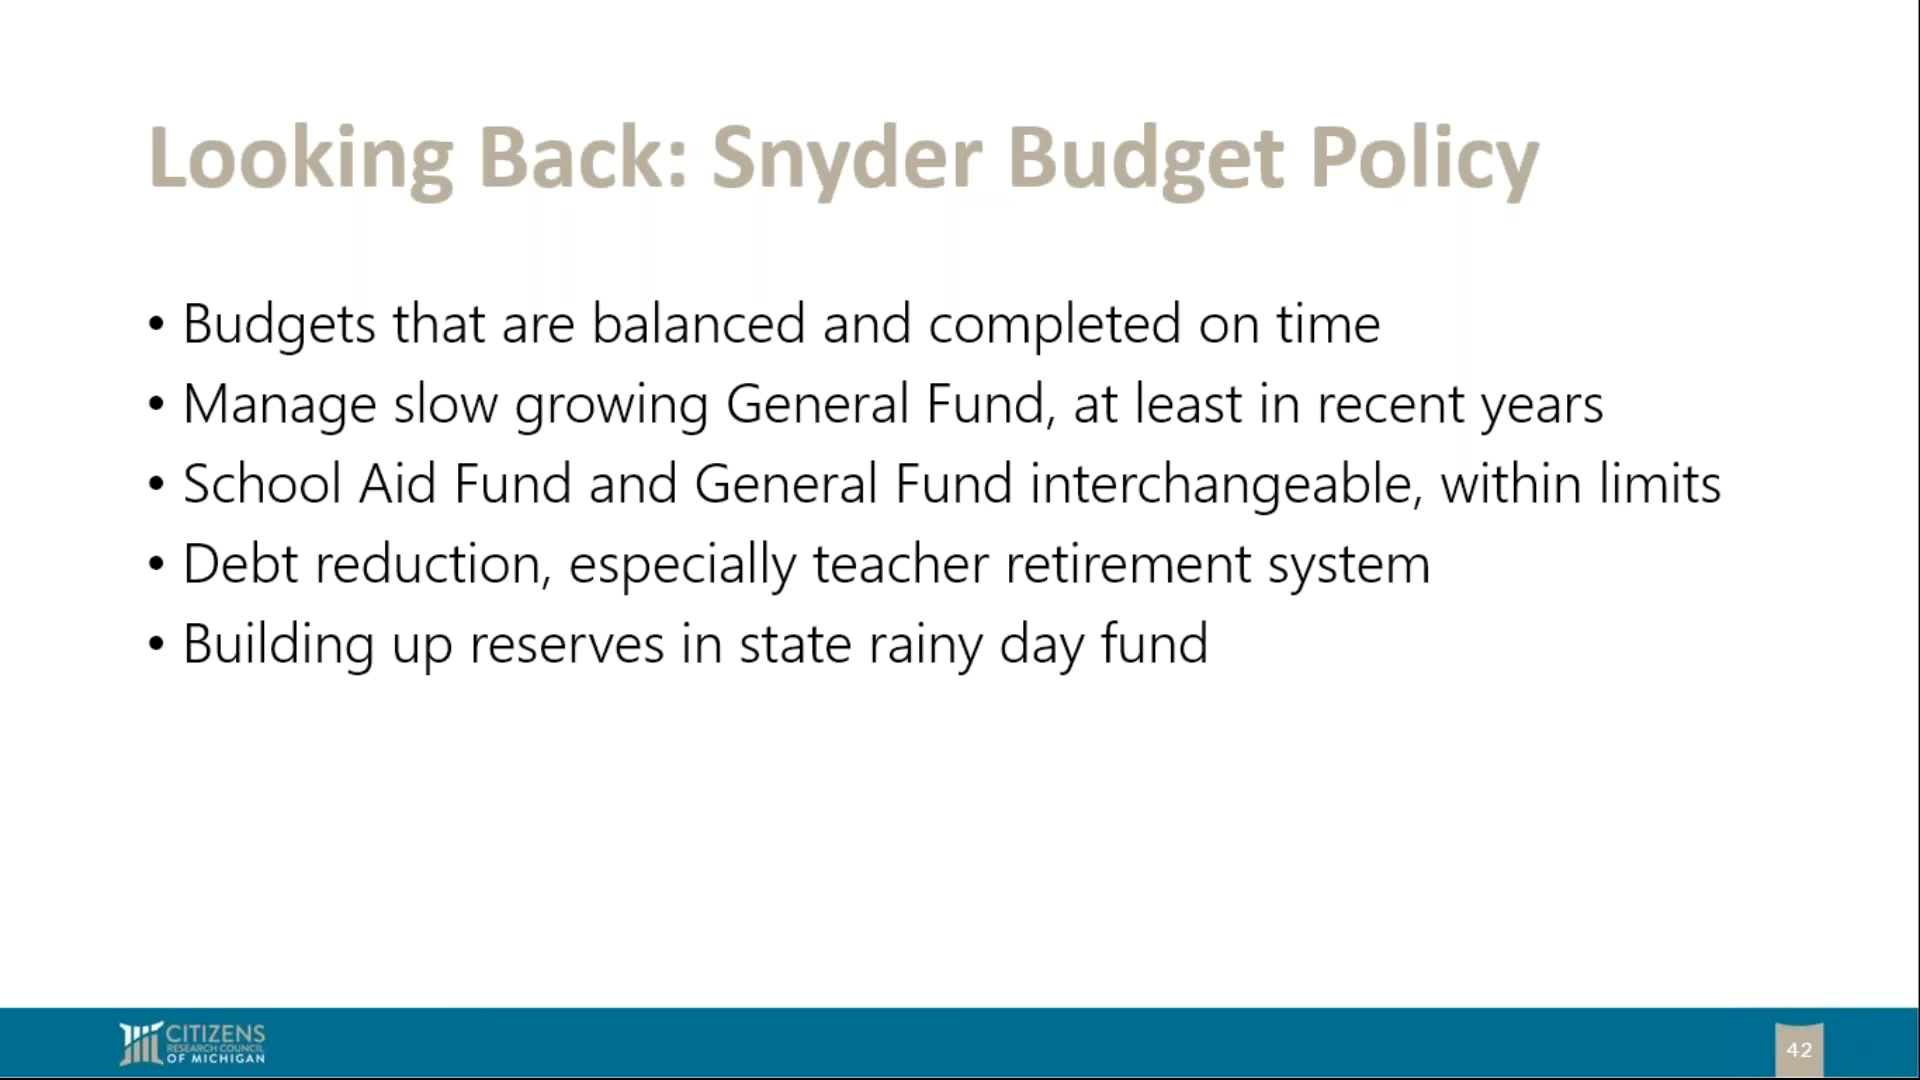 Looking Back: Snyder Budget Policy
• Budgets that are balanced and completed on time
• Manage slow growing General Fund, at least in recent years
• School Aid Fund and General Fund interchangeable, within limits
• Debt reduction, especially teacher retirement system
• Building up reserves in state rainy day fund
CITIZENS
RESEARCH COUNCIL
OF MICHIGAN
42